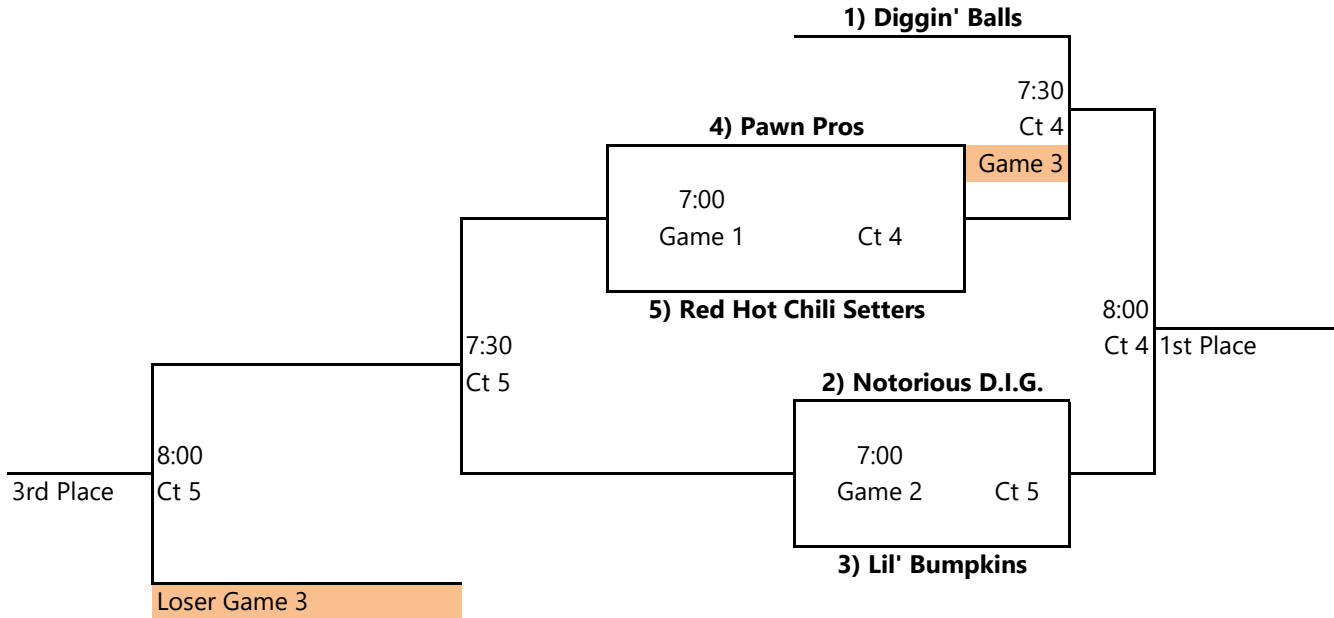 1) Diggin' Balls
7:30
Ct 4
Game 3
4) Pawn Pros
7:00
Game 1 Ct 4
5) Red Hot Chili Setters
7:30
Ct 5
8:00
Ct 4 1st Place
2) Notorious D.I.G.
7:00
Game 2 Ct 5
3) Lil' Bumpkins
8:00
3rd Place Ct 5
Loser Game 3